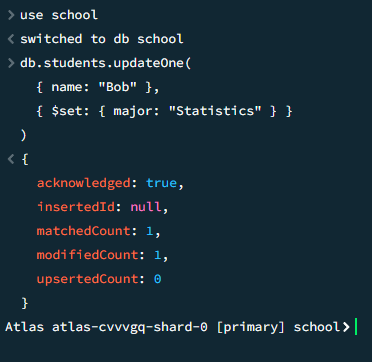 > use school
< switched to db school
> db.students.updateOne(
    { name: "Bob" },
    { $set: { major: "Statistics" } }
  )
< {
    acknowledged: true,
    insertedId: null,
    matchedCount: 1,
    modifiedCount: 1,
    upsertedCount: 0
  }
Atlas atlas-cvvvgq-shard-0 [primary] school>